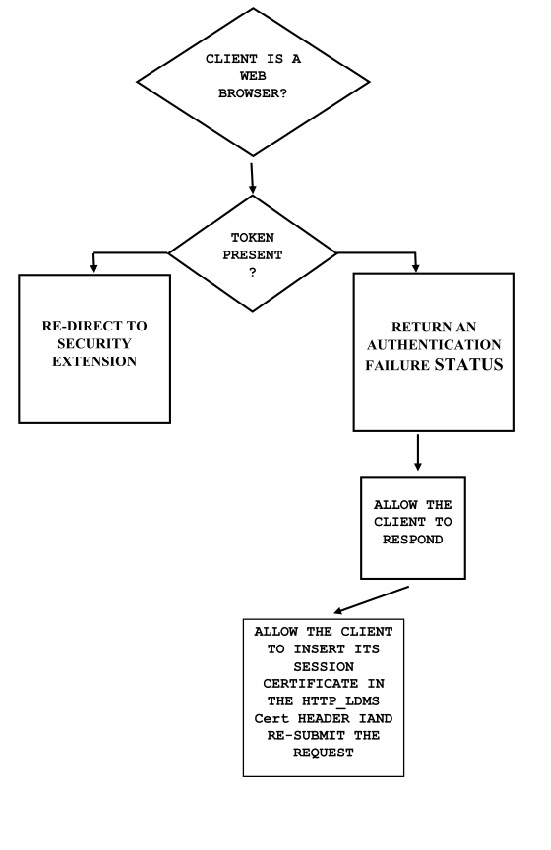 CLIENT IS A
WEB
BROWSER?
TOKEN
PRESENT
?
RE-DIRECT TO
SECURITY
EXTENSION
RETURN AN
AUTHENTICATION
FAILURE STATUS
ALLOW THE
CLIENT TO
RESPOND
ALLOW THE CLIENT
TO INSERT ITS
SESSION
CERTIFICATE IN
THE HTTP_LDMS
Cert HEADER IAND
RE-SUBMIT THE
REQUEST